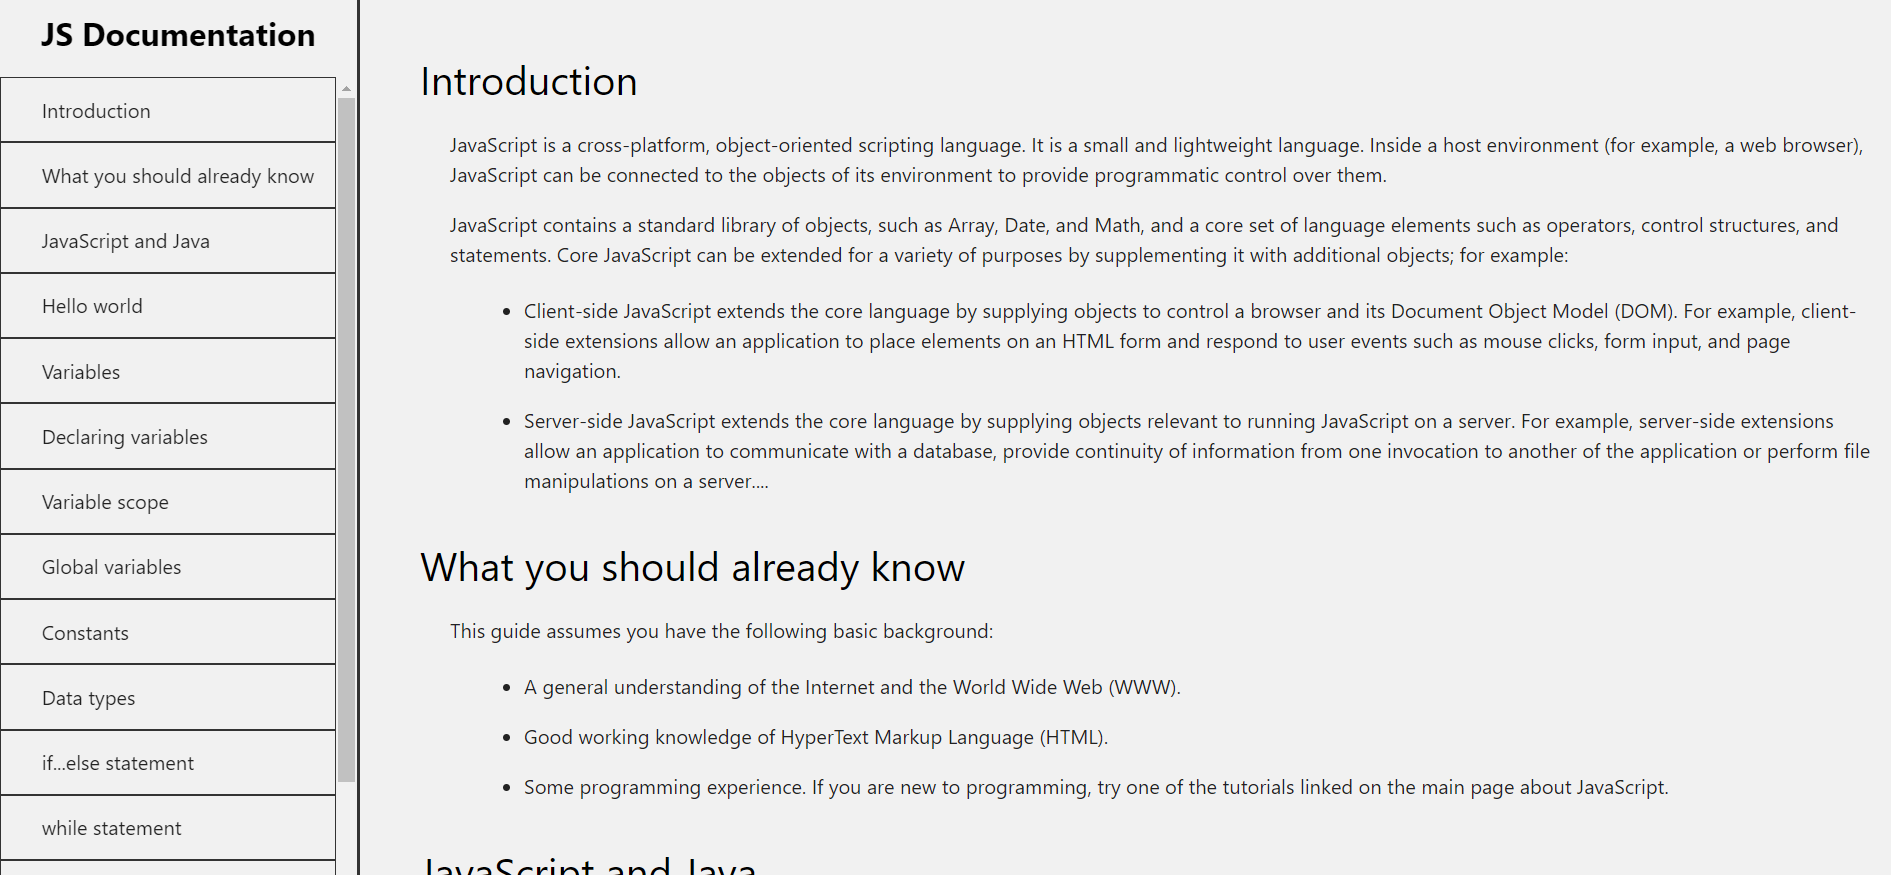 JS Documentation
Introduction
What you should already know
JavaScript and Java
Hello world
Variables
Declaring variables
Variable scope
Global variables
Constants
Data types
if...else statement
while statement
Introduction
JavaScript is a cross-platform, object-oriented scripting language. It is a small and lightweight language. Inside a host environment (for example, a web browser),
JavaScript can be connected to the objects of its environment to provide programmatic control over them.
JavaScript contains a standard library of objects, such as Array, Date, and Math, and a core set of language elements such as operators, control structures, and
statements. Core JavaScript can be extended for a variety of purposes by supplementing it with additional objects; for example:
• Client-side JavaScript extends the core language by supplying objects to control a browser and its Document Object Model (DOM). For example, client-
side extensions allow an application to place elements on an HTML form and respond to user events such as mouse clicks, form input, and page
navigation.
• Server-side JavaScript extends the core language by supplying objects relevant to running JavaScript on a server. For example, server-side extensions
allow an application to communicate with a database, provide continuity of information from one invocation to another of the application or perform file
manipulations on a server....
What you should already know
This guide assumes you have the following basic background:
• A general understanding of the Internet and the World Wide Web (WWW).
• Good working knowledge of HyperText Markup Language (HTML).
• Some programming experience. If you are new to programming, try one of the tutorials linked on the main page about JavaScript.
JavaScript and Java